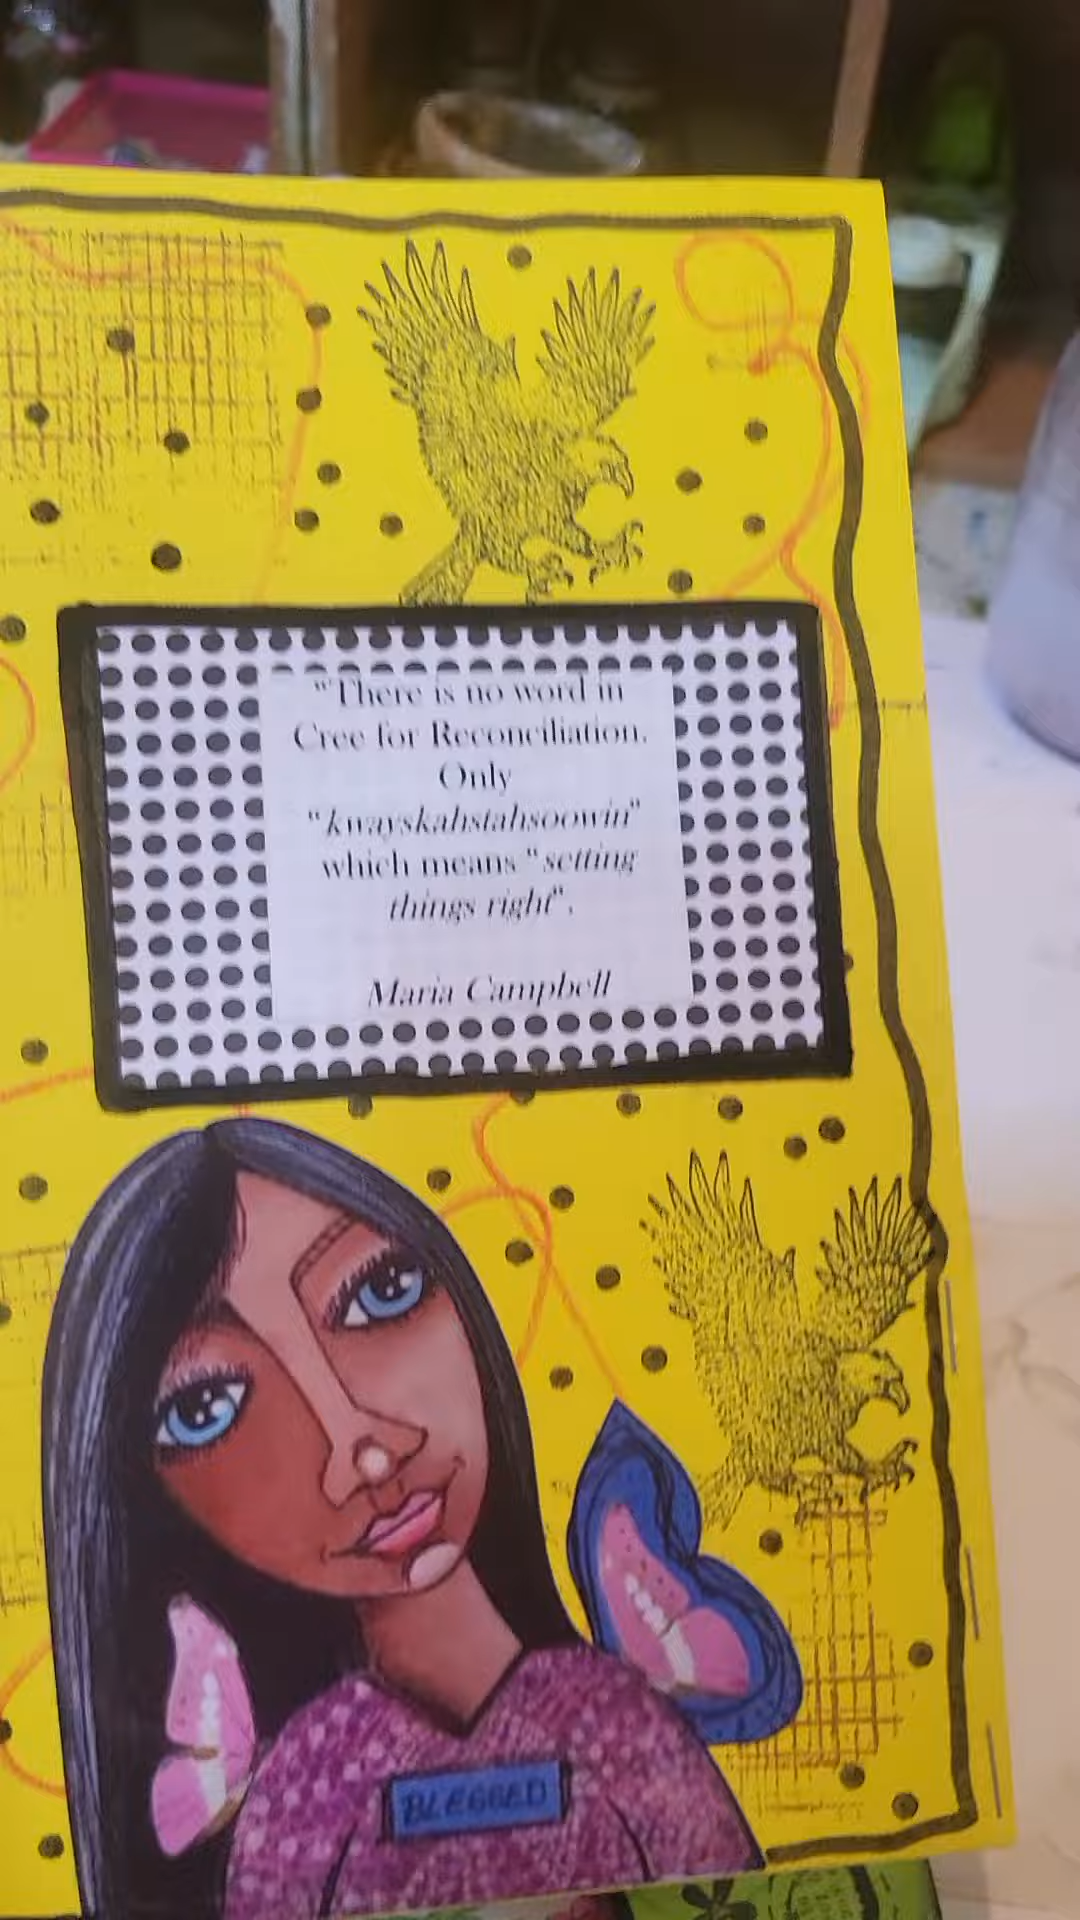 "There is no word in
Cree for Reconciliation.
Only
"kwayskahstahsoowin"
which means "setting
things right".
Maria Campbell
BLESSED